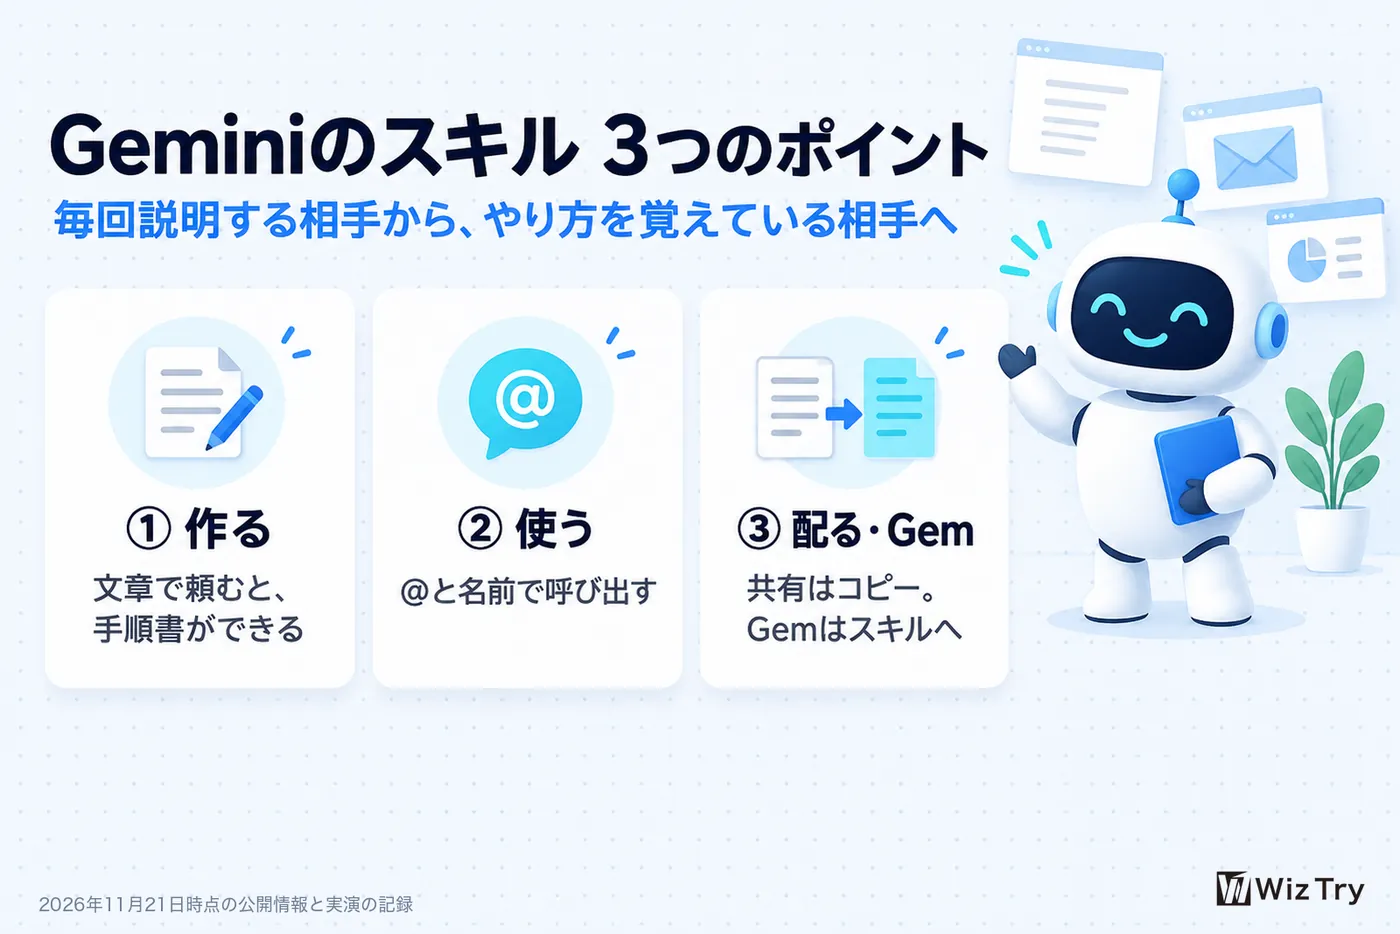 Geminiのスキル 3つのポイント
毎回説明する相手から、やり方を覚えている相手へ
@
① 作る
文章で頼むと、
手順書ができる
② 使う
@と名前で呼び出す
③ 配る・Gem
共有はコピー。
Gemはスキルへ
2026年11月21日時点の公開情報と実演の記録
W Wiz Try